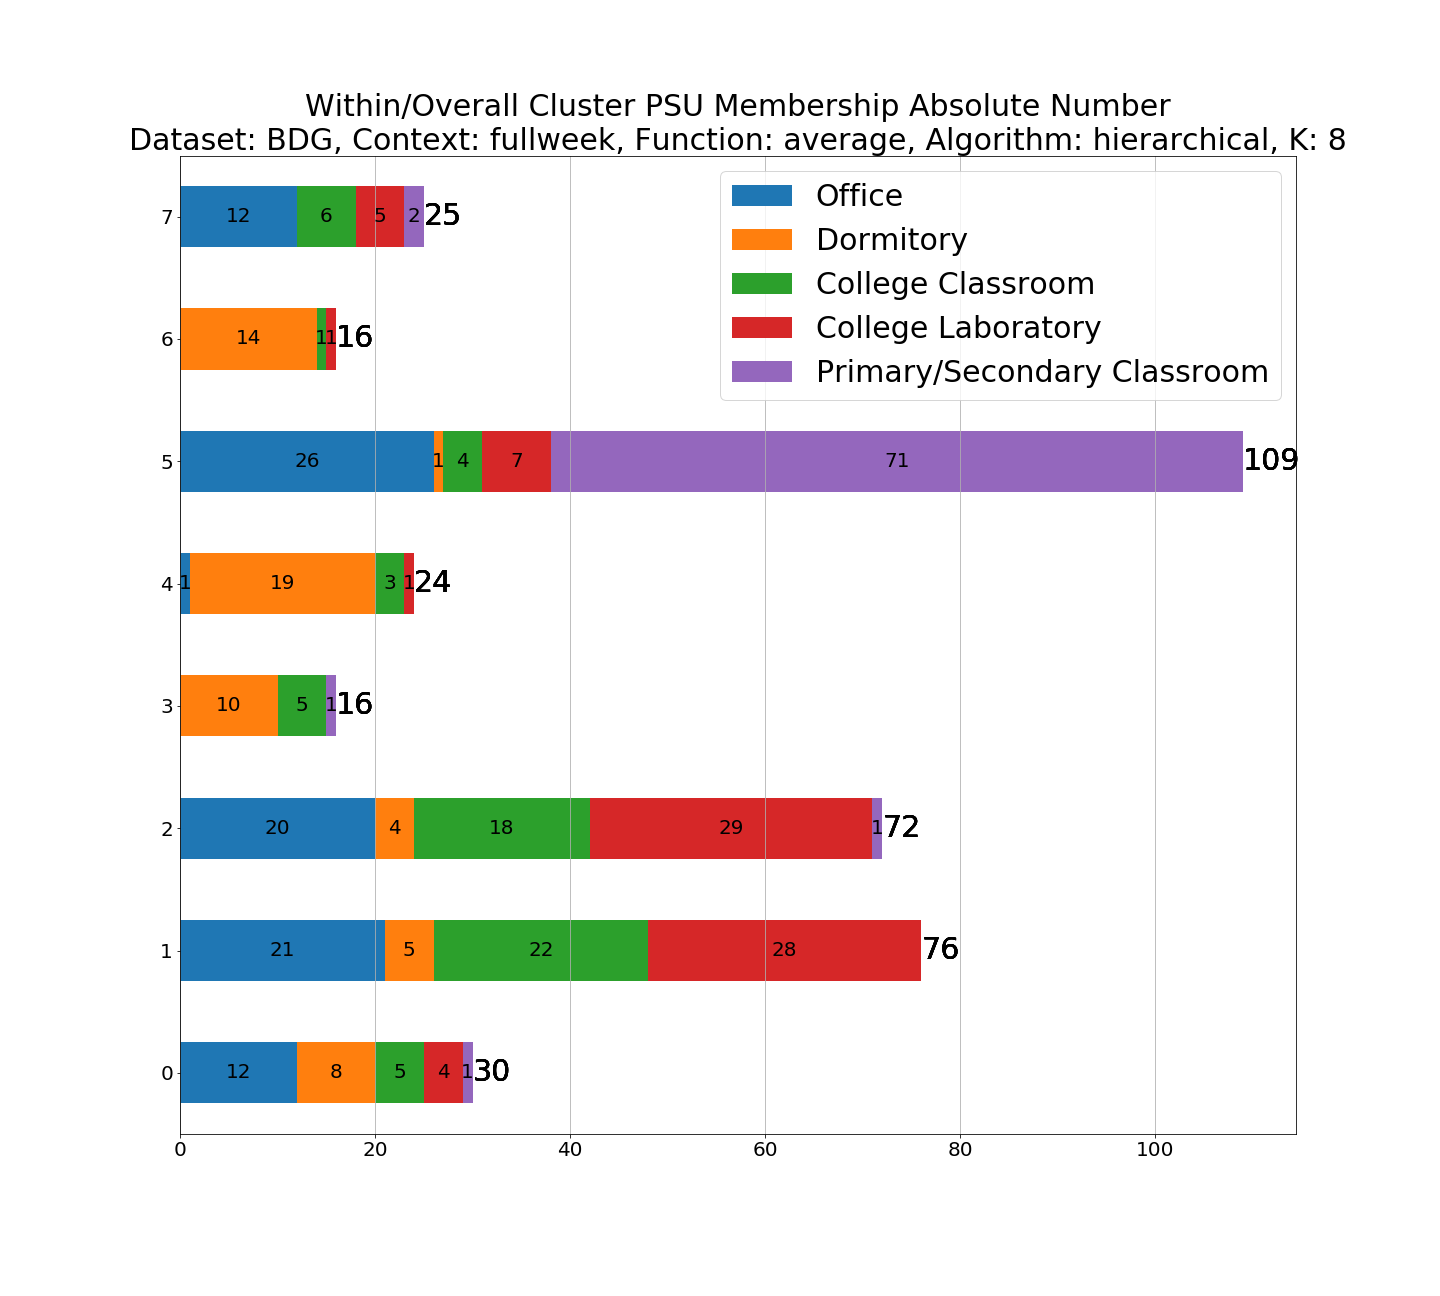 Within/Overall Cluster PSU Membership Absolute Number
Dataset: BDG, Context: fullweek, Function: average, Algorithm: hierarchical, K: 8
Office
Dormitory
College Classroom
College Laboratory
Primary/Secondary Classroom
7 12 6 5 2 25
6 14 1 1 16
5 26 1 4 7 71 109
4 1 19 3 1 24
3 10 5 1 16
2 20 4 18 29 1 72
1 21 5 22 28 76
0 12 8 5 4 1 30
0 20 40 60 80 100